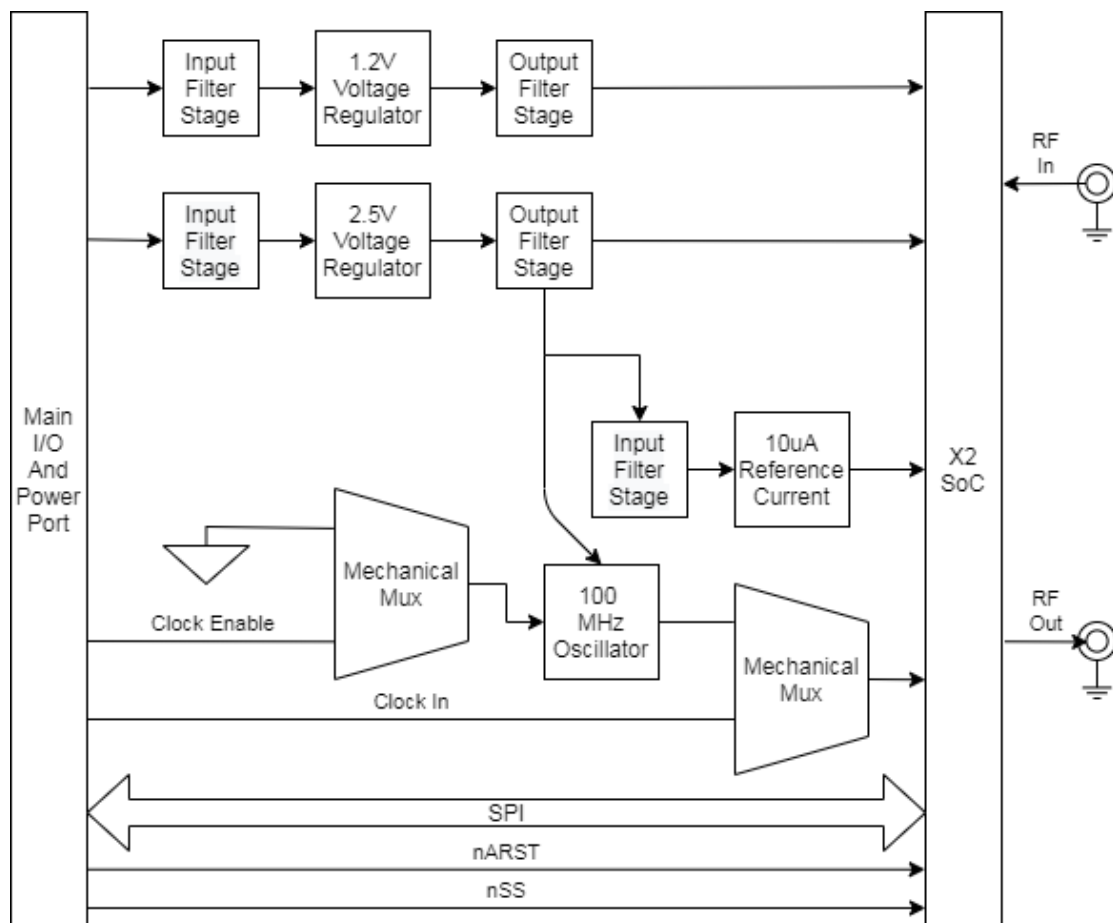 Input
Filter
Stage
1.2V
Voltage
Regulator
Output
Filter
Stage
RF
In
Input
Filter
Stage
2.5V
Voltage
Regulator
Output
Filter
Stage
Main
I/O
And
Power
Port
Input
Filter
Stage
10uA
Reference
Current
X2
SoC
Mechanical
Mux
Clock Enable
100
MHz
Oscillator
RF
Out
Mechanical
Mux
Clock In
SPI
nARST
nSS